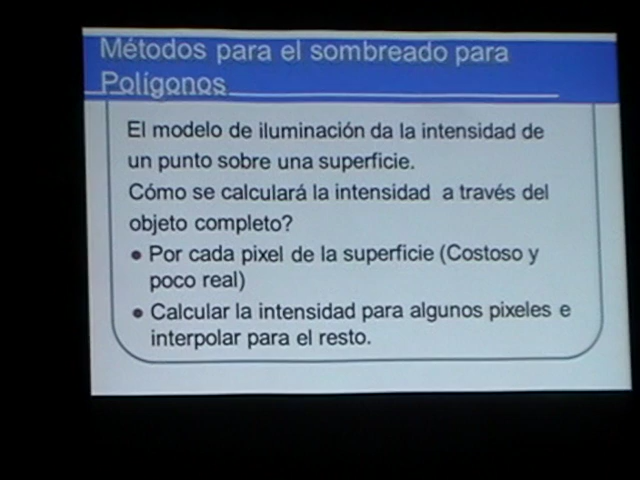 Métodos para el sombreado para
Polígonos
El modelo de iluminación da la intensidad de
un punto sobre una superficie.
Cómo se calculará la intensidad a través del
objeto completo?
• Por cada pixel de la superficie (Costoso y
poco real)
• Calcular la intensidad para algunos pixeles e
interpolar para el resto.